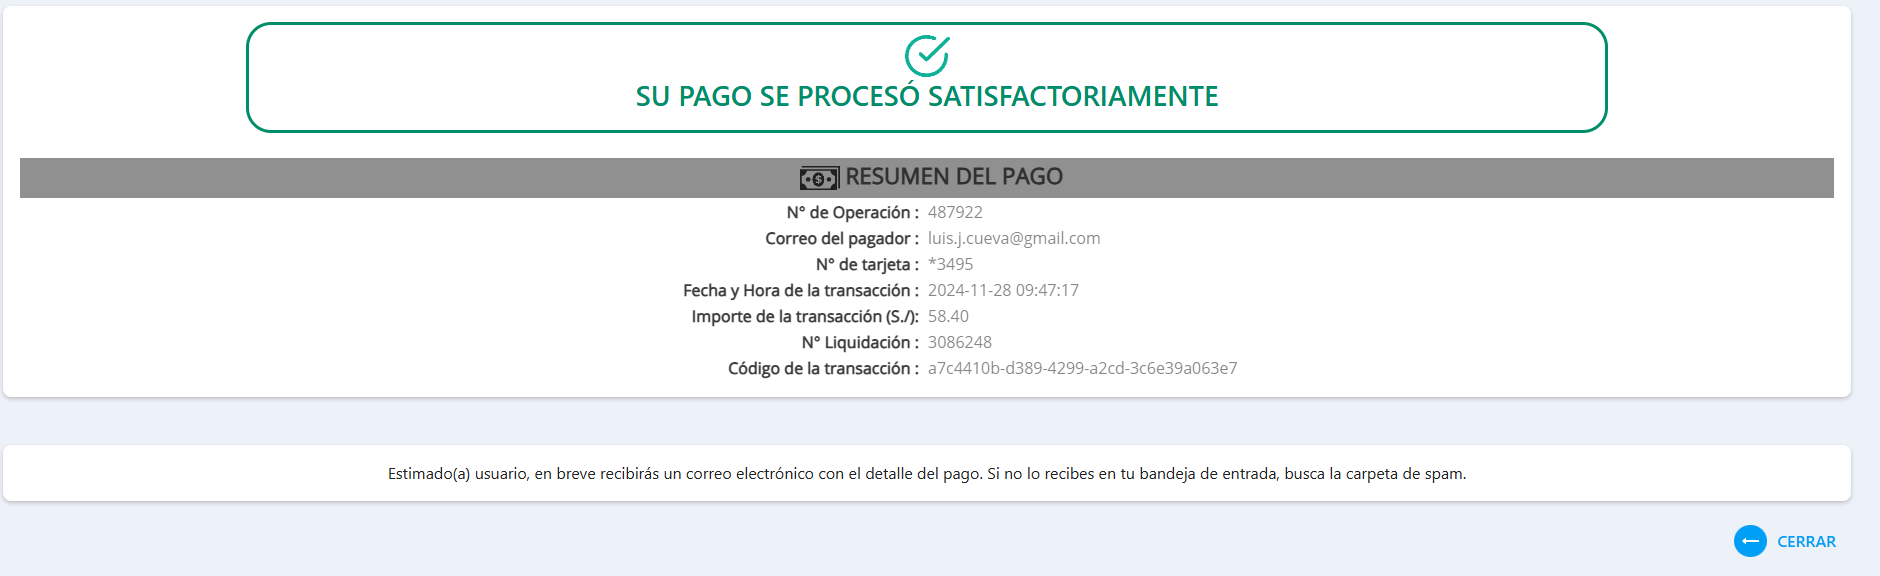 SU PAGO SE PROCESÓ SATISFACTORIAMENTE
RESUMEN DEL PAGO
N° de Operación : 487922
Correo del pagador : luis.j.cueva@gmail.com
N° de tarjeta : *3495
Fecha y Hora de la transacción : 2024-11-28 09:47:17
Importe de la transacción (S./): 58.40
N° Liquidación : 3086248
Código de la transacción : a7c4410b-d389-4299-a2cd-3c6e39a063e7
Estimado(a) usuario, en breve recibirás un correo electrónico con el detalle del pago. Si no lo recibes en tu bandeja de entrada, busca la carpeta de spam.
CERRAR